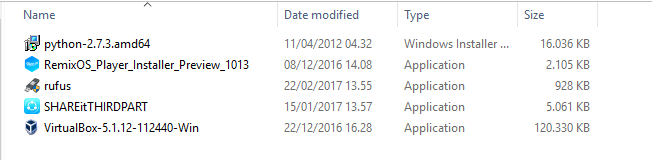 Name Date modified Type Size
python-2.7.3.amd64 11/04/2012 04.32 Windows Installer ... 16.036 KB
RemixOS_Player_Installer_Preview_1013 08/12/2016 14.08 Application 2.105 KB
rufus 22/02/2017 13.55 Application 928 KB
SHAREitTHIRDPART 15/01/2017 13.57 Application 5.061 KB
VirtualBox-5.1.12-112440-Win 22/12/2016 16.28 Application 120.330 KB